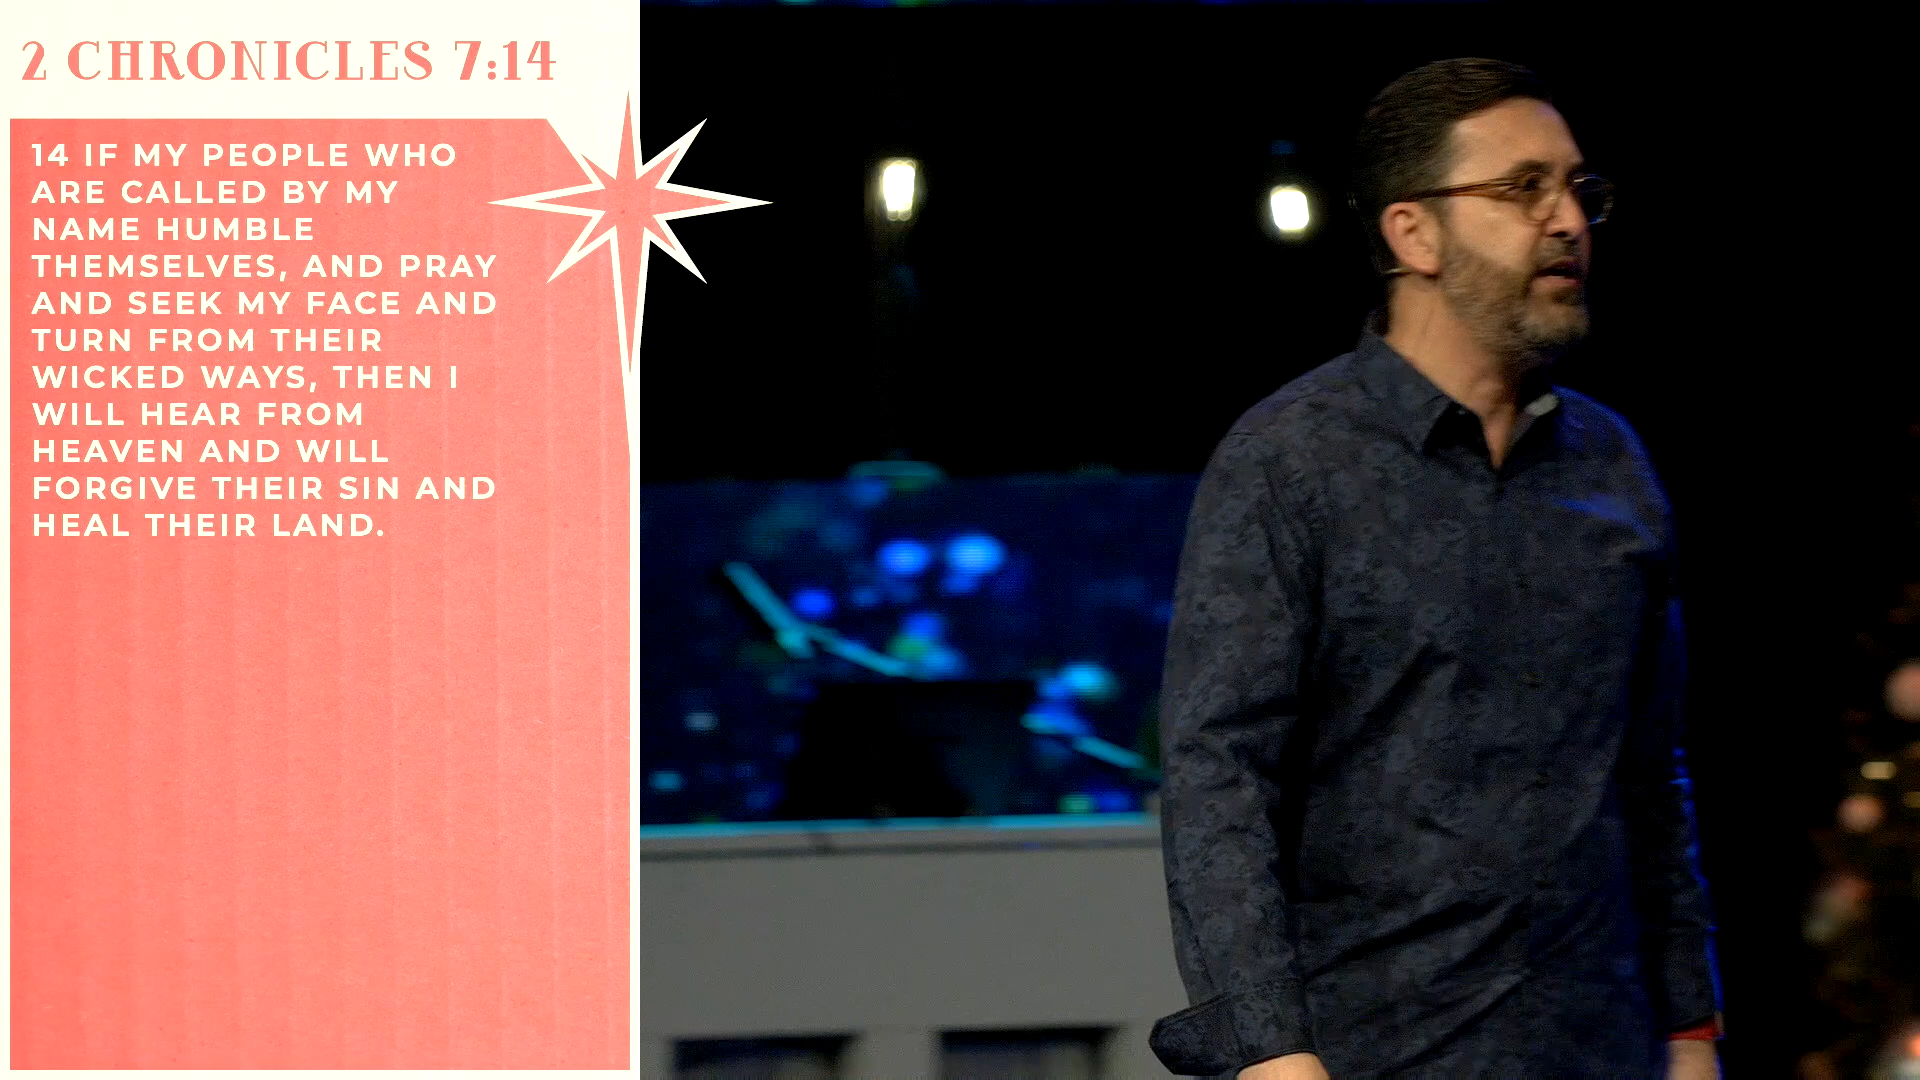 2 CHRONICLES 7:14
14 IF MY PEOPLE WHO
ARE CALLED BY MY
NAME HUMBLE
THEMSELVES, AND PRAY
AND SEEK MY FACE AND
TURN FROM THEIR
WICKED WAYS, THEN I
WILL HEAR FROM
HEAVEN AND WILL
FORGIVE THEIR SIN AND
HEAL THEIR LAND.